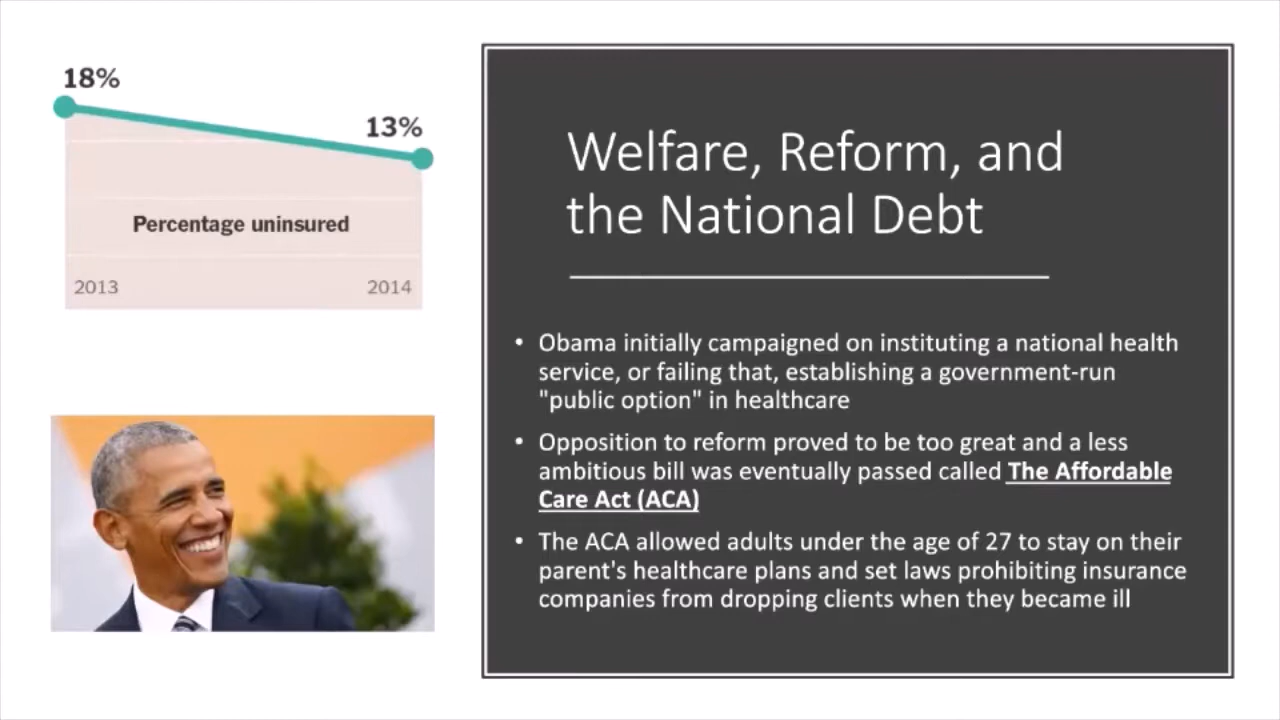 18%
13%
Percentage uninsured
2013
2014
Welfare, Reform, and
the National Debt
• Obama initially campaigned on instituting a national health
service, or failing that, establishing a government-run
"public option" in healthcare
• Opposition to reform proved to be too great and a less
ambitious bill was eventually passed called The Affordable
Care Act (ACA)
• The ACA allowed adults under the age of 27 to stay on their
parent's healthcare plans and set laws prohibiting insurance
companies from dropping clients when they became ill